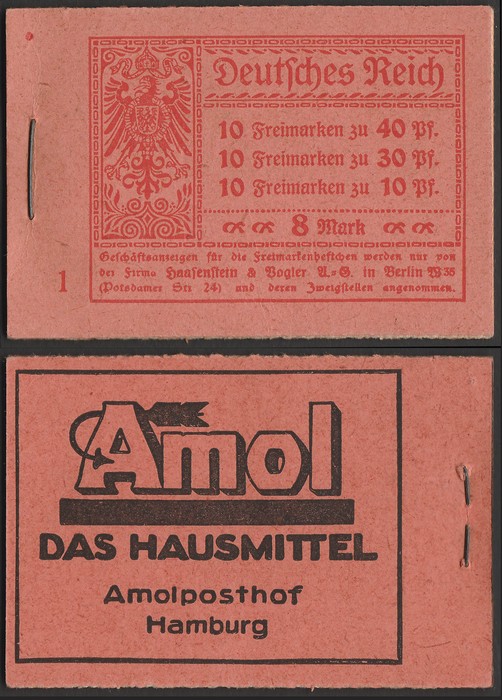 Deutsches Reich
10 Freimarken zu 40 Pf.
10 Freimarken zu 30 Pf.
10 Freimarken zu 10 Pf.
8 Mark
Geschäftsanzeigen für die Freimarkenheftchen werden nur von
der Firma Haasenstein & Vogler A.=G. in Berlin W 35
(Potsdamer Str 24) und deren Zweigstellen angenommen.
1
Amol
DAS HAUSMITTEL
Amolposthof
Hamburg